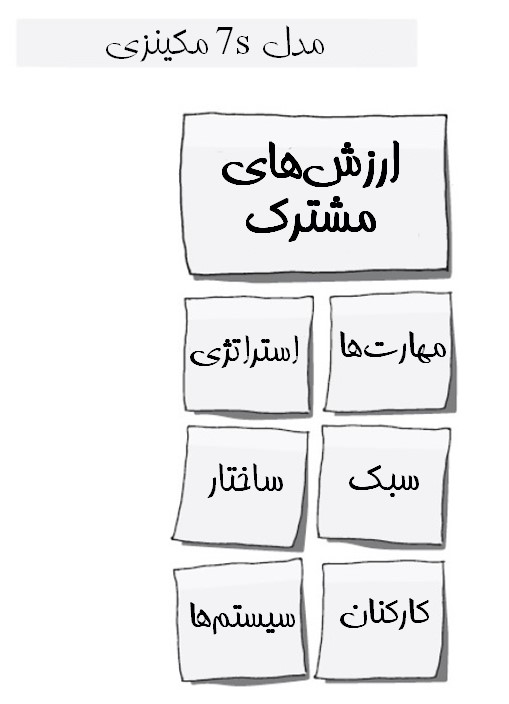 مدل 7s مکینزی
ارزش‌های
مشترک
مهارت‌ها
استراتژی
سبک
ساختار
کارکنان
سیستم‌ها